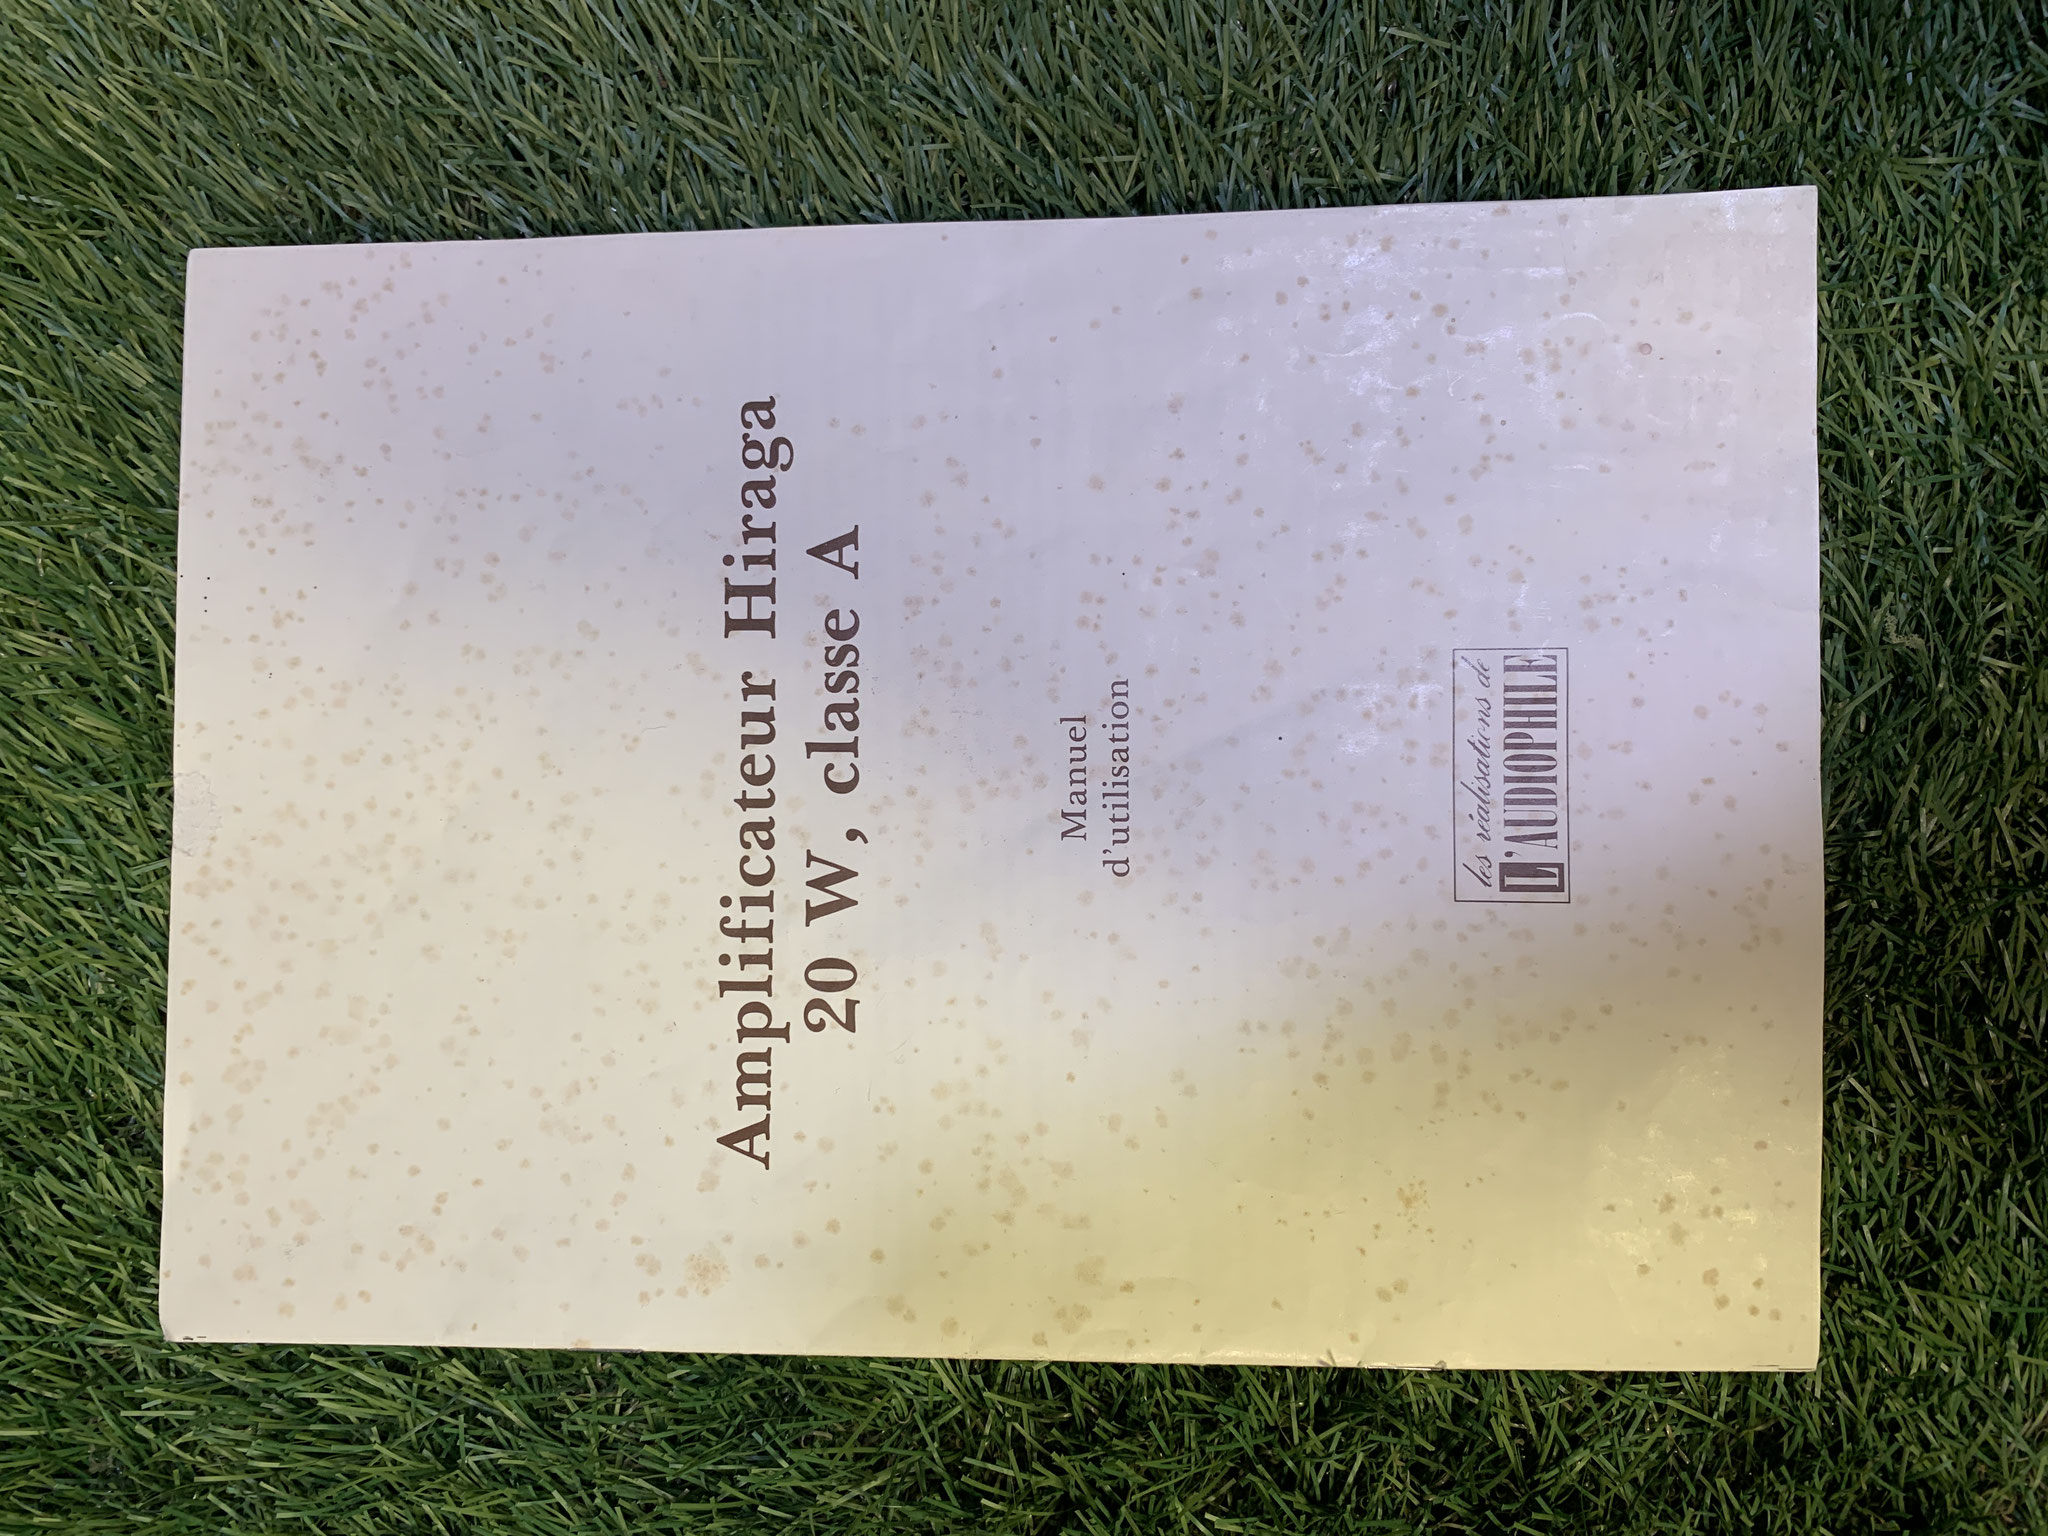 Amplificateur Hiraga
20 W, classe A
Manuel
d'utilisation
les réalisations de
L'AUDIOPHILE